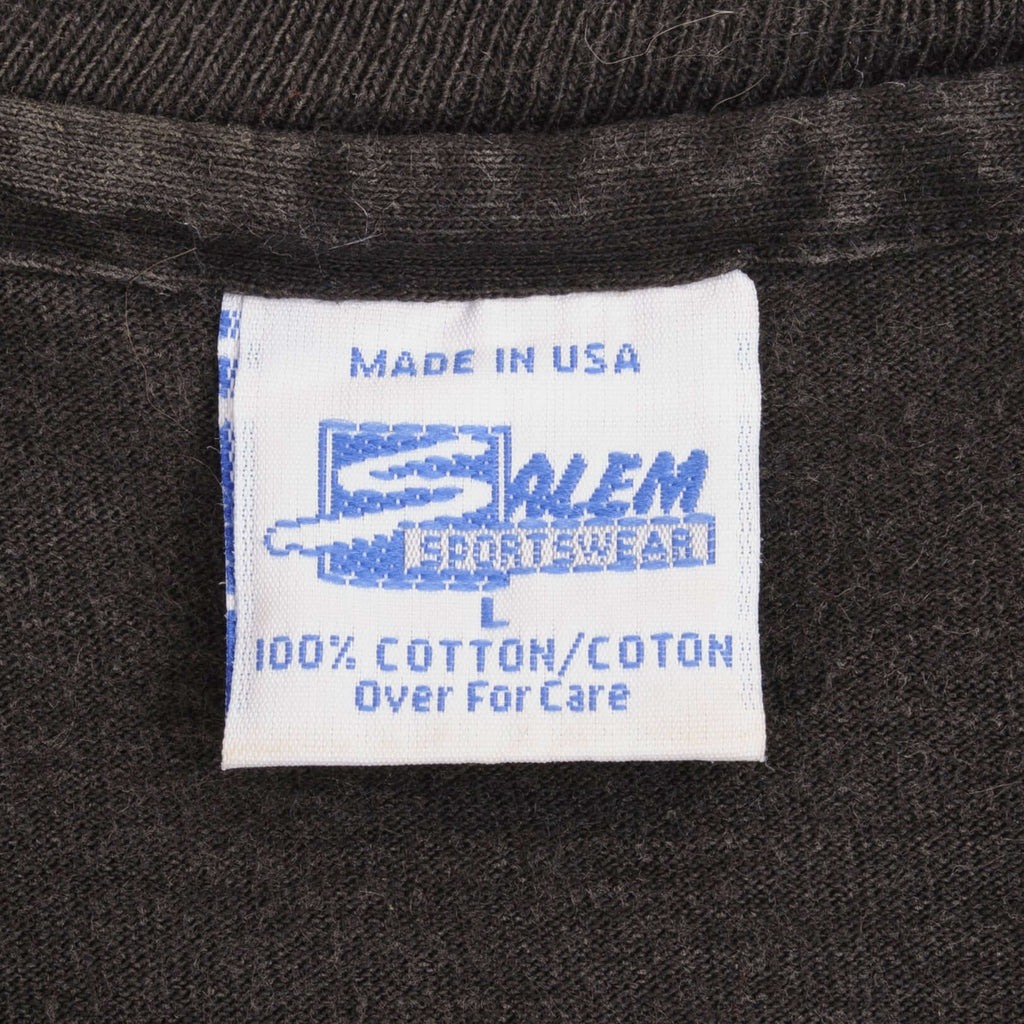 MADE IN USA
SALEM
SPORTSWEAR
L
100% COTTON/COTON
Over For Care